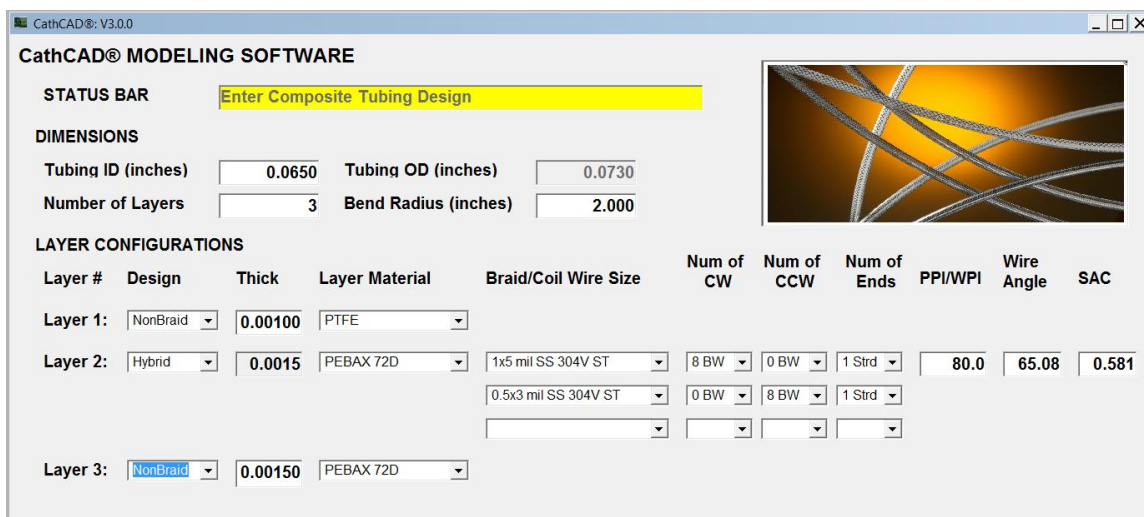 CathCAD®: V3.0.0
CathCAD® MODELING SOFTWARE
STATUS BAR Enter Composite Tubing Design
DIMENSIONS
Tubing ID (inches) 0.0650 Tubing OD (inches) 0.0730
Number of Layers 3 Bend Radius (inches) 2.000
LAYER CONFIGURATIONS
Layer # Design Thick Layer Material Braid/Coil Wire Size Num of CW Num of CCW Num of Ends PPI/WPI Wire Angle SAC
Layer 1: NonBraid 0.00100 PTFE
Layer 2: Hybrid 0.0015 PEBAX 72D 1x5 mil SS 304V ST 8 BW 0 BW 1 Strd 80.0 65.08 0.581
0.5x3 mil SS 304V ST 0 BW 8 BW 1 Strd
Layer 3: NonBraid 0.00150 PEBAX 72D